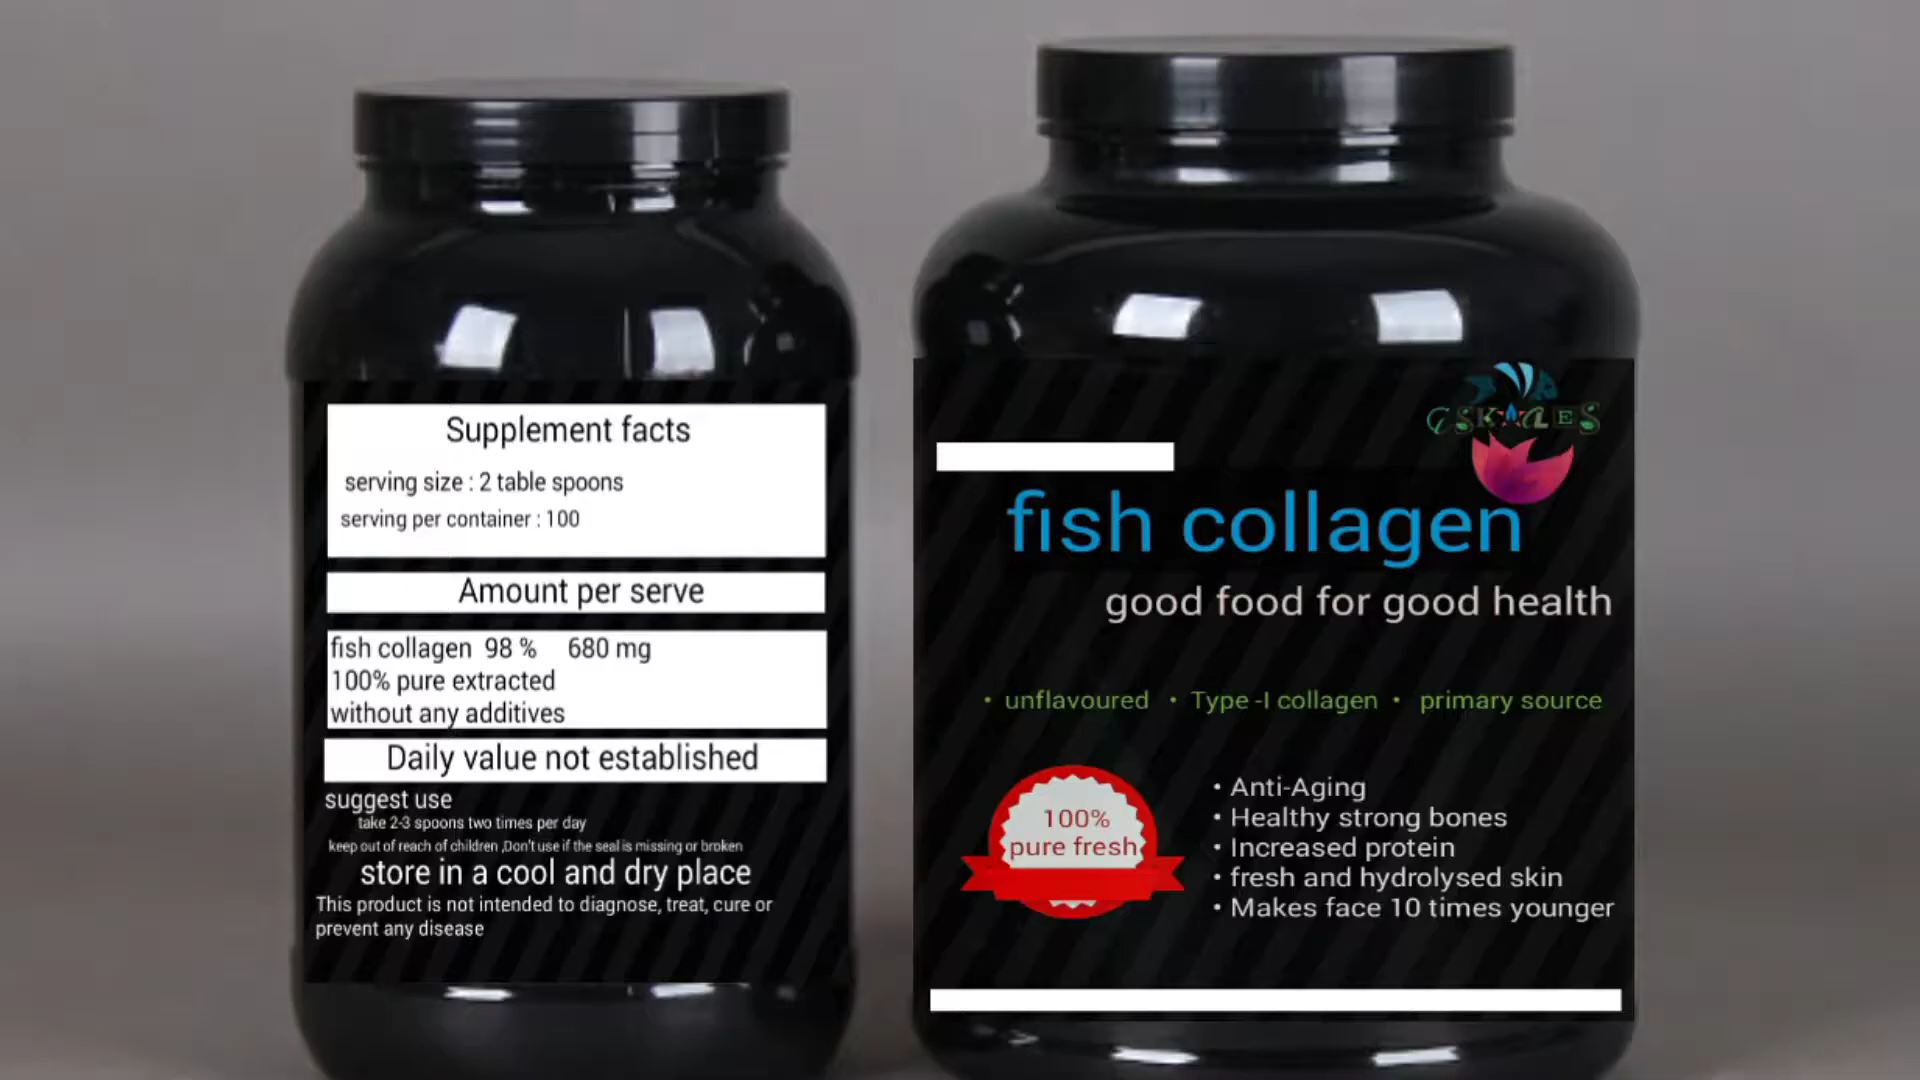 Supplement facts
serving size : 2 table spoons
serving per container : 100
Amount per serve
fish collagen 98 % 680 mg
100% pure extracted
without any additives
Daily value not established
suggest use
take 2-3 spoons two times per day
keep out of reach of children ,Don't use if the seal is missing or broken
store in a cool and dry place
This product is not intended to diagnose, treat, cure or
prevent any disease
fish collagen
good food for good health
• unflavoured • Type -I collagen • primary source
100%
pure fresh
• Anti-Aging
• Healthy strong bones
• Increased protein
• fresh and hydrolysed skin
• Makes face 10 times younger